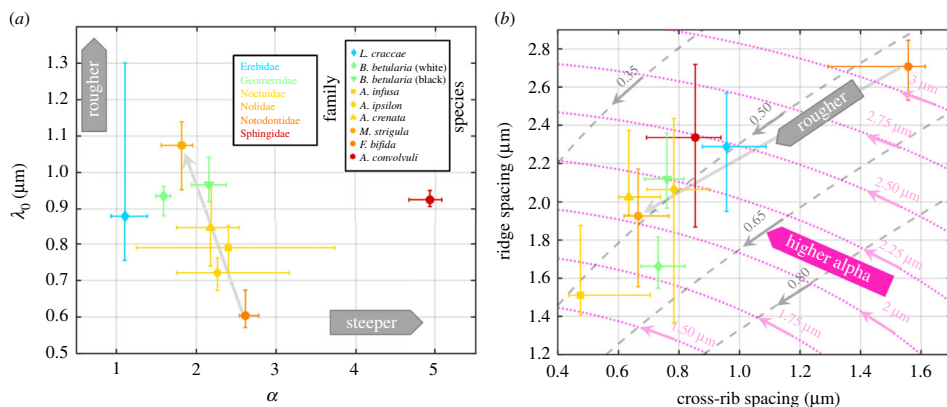 (a)
1.4
1.3
1.2
1.1
1.0
0.9
0.8
0.7
0.6
0.5
λ0 (μm)
rougher
Erebidae
Geometridae
Noctuidae
Nolidae
Notodontidae
Sphingidae
family
L. craccae
B. betularia (white)
B. betularia (black)
A. infusa
A. ipsilon
A. crenata
M. strigula
F. bifida
A. convolvuli
species
steeper
1 2 3 4 5
α
(b)
2.8
2.6
2.4
2.2
2.0
1.8
1.6
1.4
1.2
ridge spacing (μm)
0.35
0.50
0.65
0.80
rougher
higher alpha
3 μm
2.75 μm
2.50 μm
2.25 μm
2 μm
1.75 μm
1.50 μm
0.4 0.6 0.8 1.0 1.2 1.4 1.6
cross-rib spacing (μm)